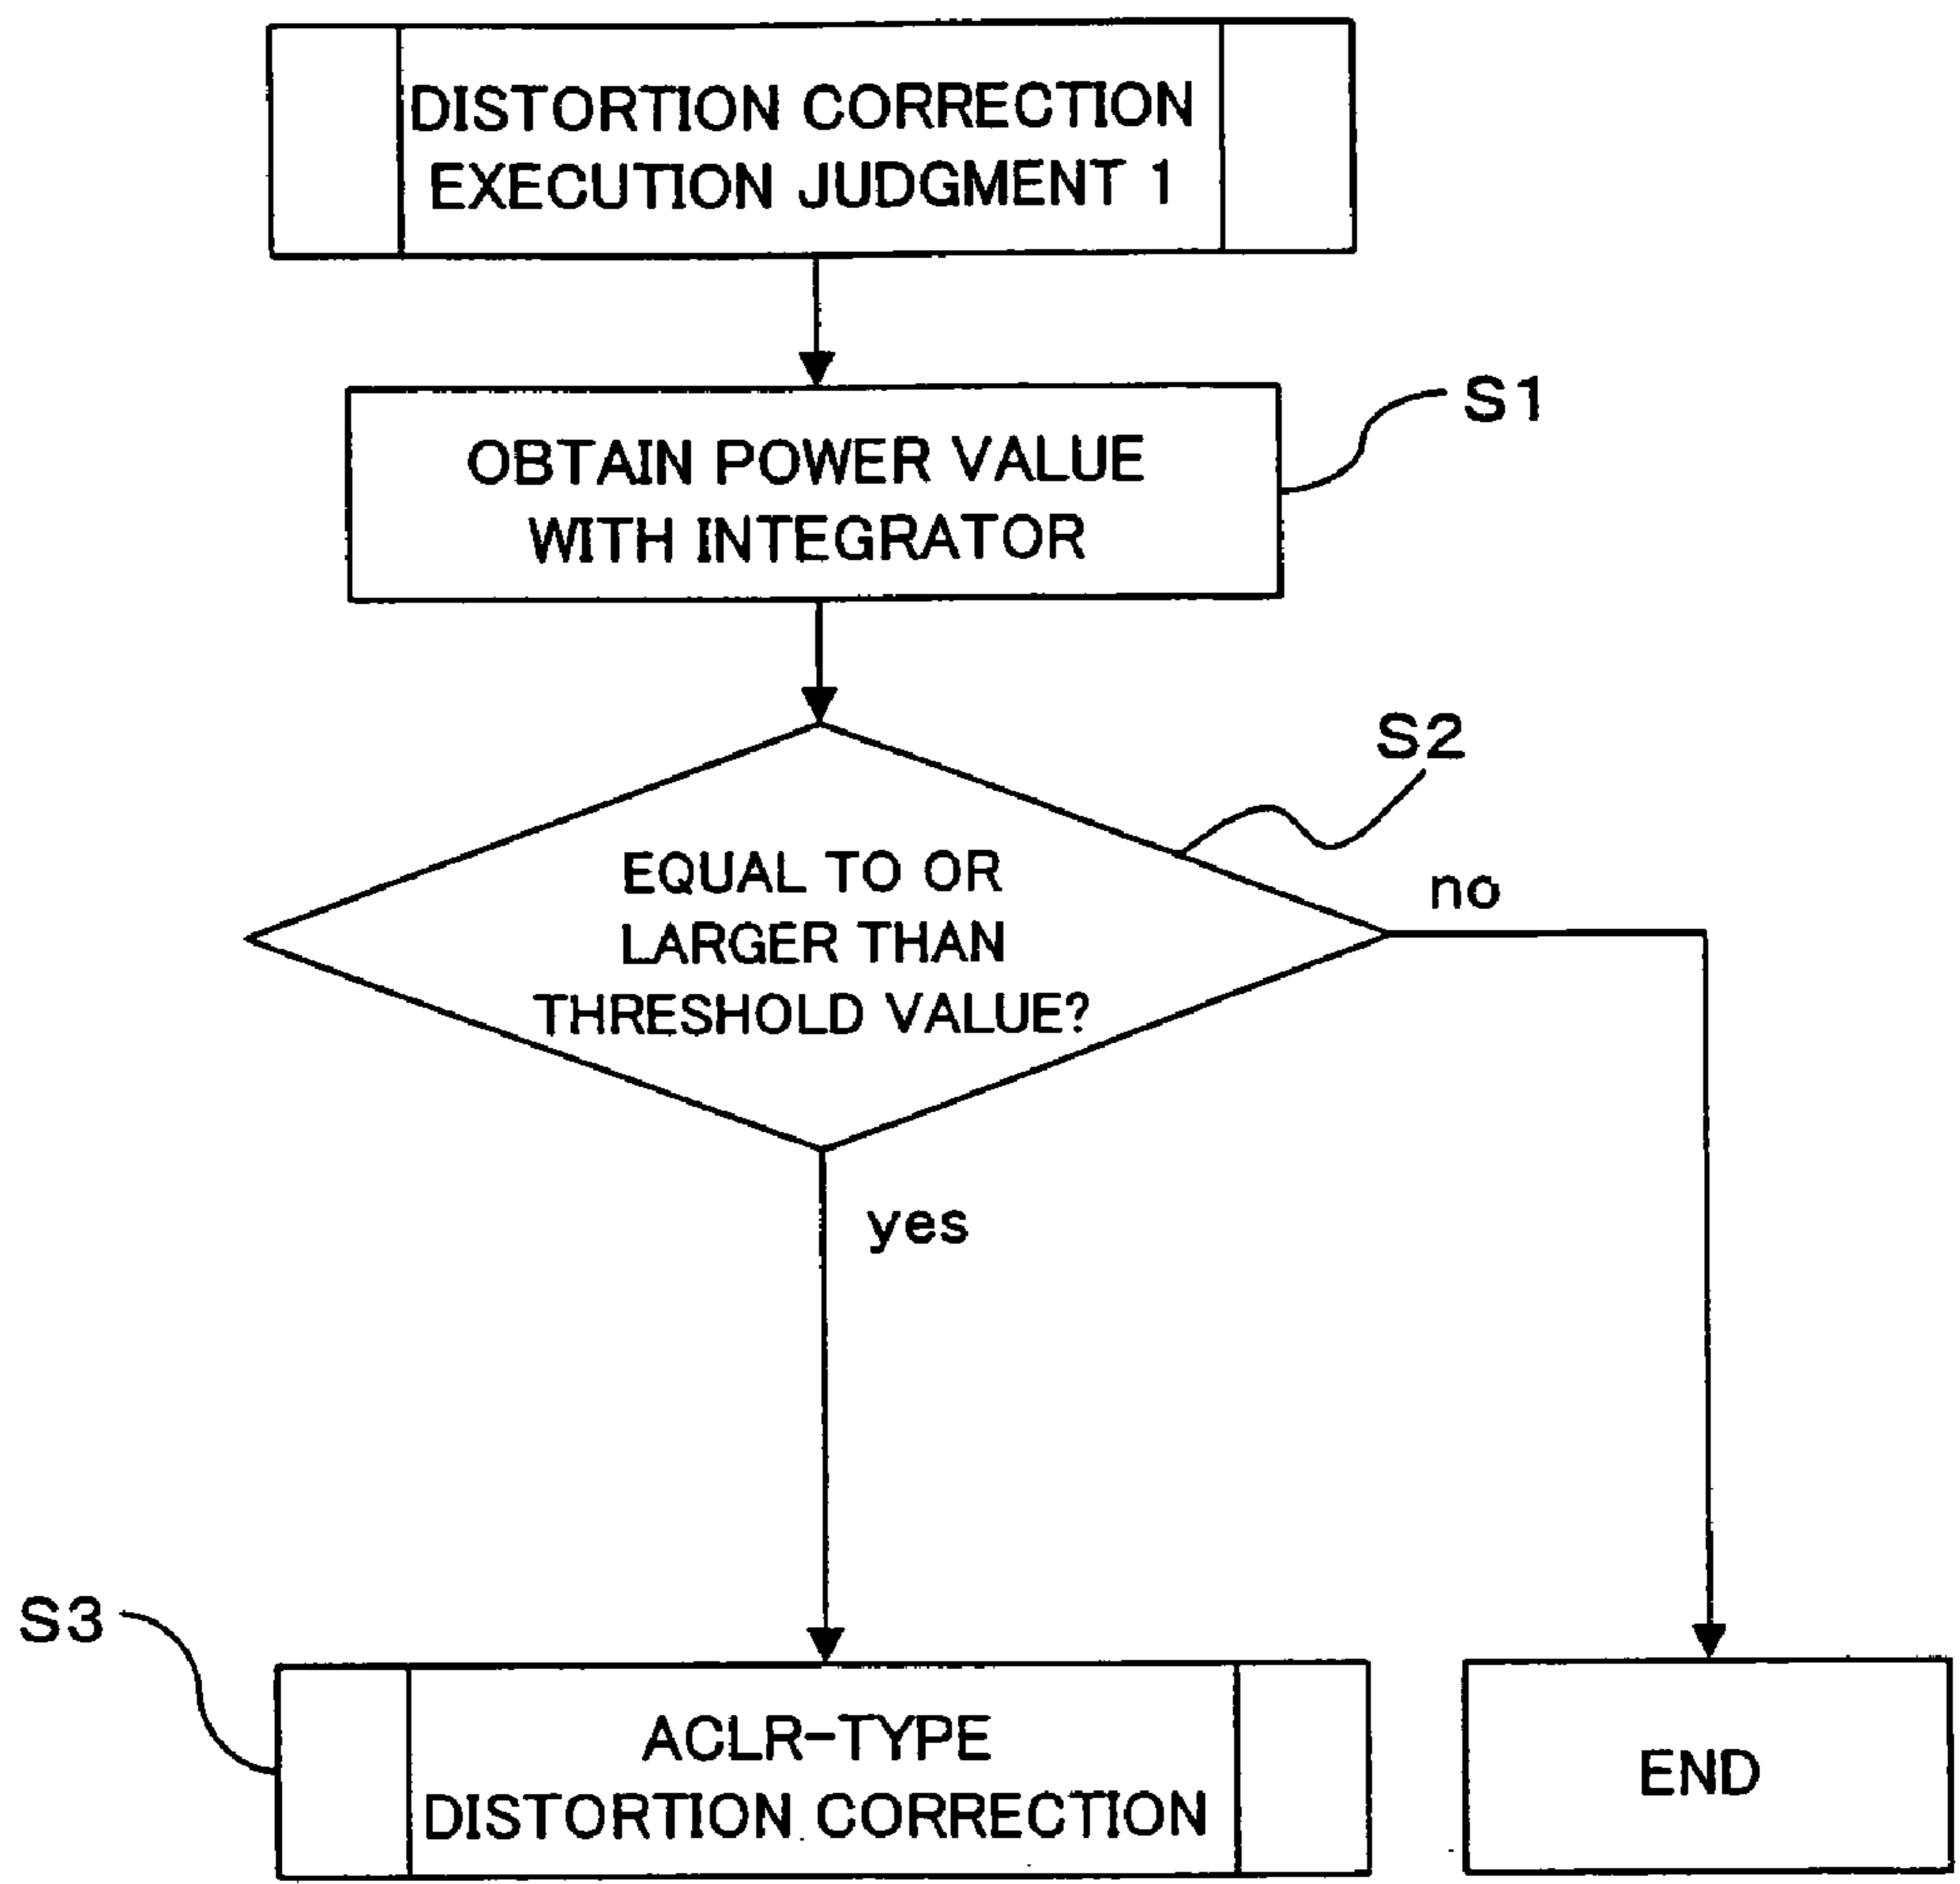 DISTORTION CORRECTION
EXECUTION JUDGMENT 1
OBTAIN POWER VALUE
WITH INTEGRATOR
S1
S2
EQUAL TO OR
LARGER THAN
THRESHOLD VALUE?
no
yes
S3
ACLR-TYPE
DISTORTION CORRECTION
END